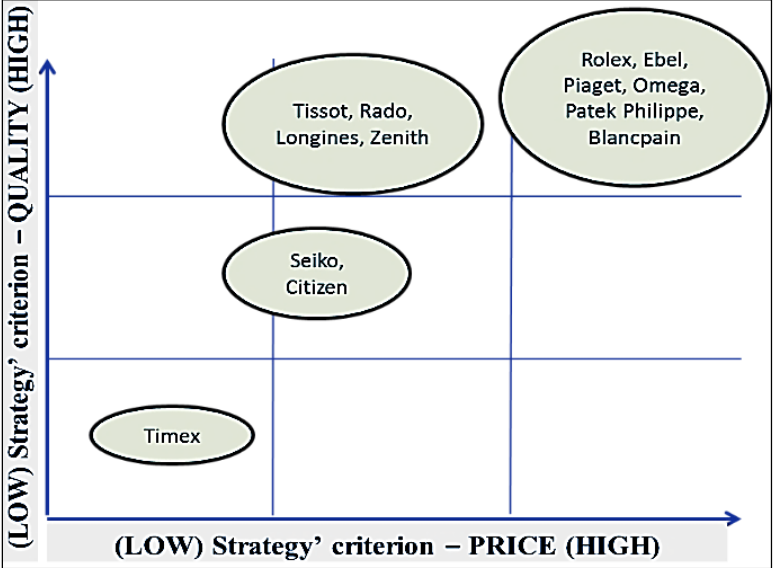 (LOW) Strategy’ criterion – QUALITY (HIGH)
Rolex, Ebel,
Piaget, Omega,
Patek Philippe,
Blancpain
Tissot, Rado,
Longines, Zenith
Seiko,
Citizen
Timex
(LOW) Strategy’ criterion – PRICE (HIGH)